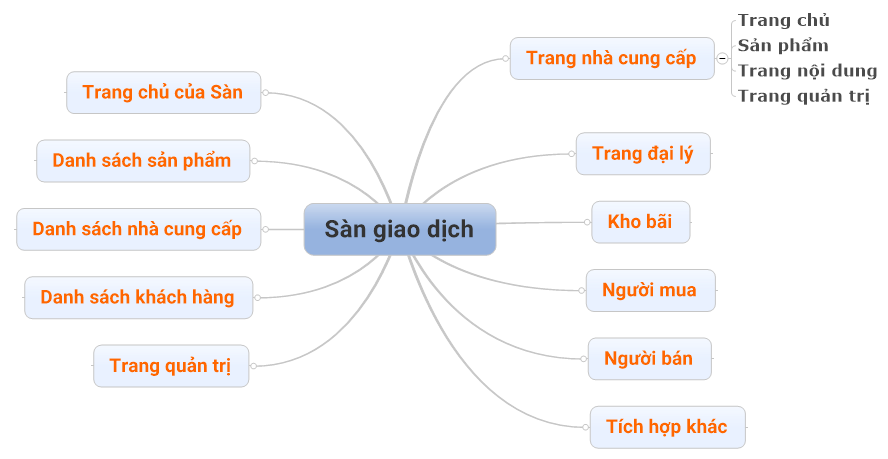 Sàn giao dịch
Trang chủ của Sàn
Danh sách sản phẩm
Danh sách nhà cung cấp
Danh sách khách hàng
Trang quản trị
Trang nhà cung cấp
Trang chủ
Sản phẩm
Trang nội dung
Trang quản trị
Trang đại lý
Kho bãi
Người mua
Người bán
Tích hợp khác